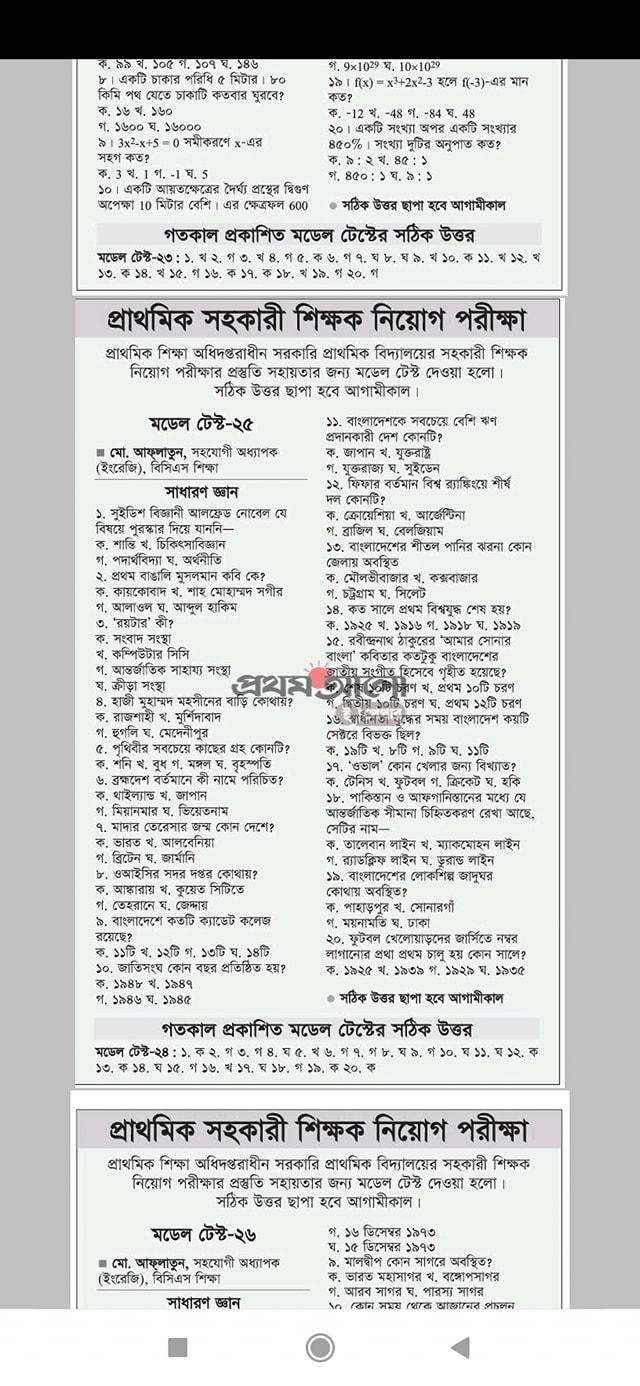 ক. ৯৯ খ. ১০৫ গ. ১০৭ ঘ. ১৪৬
৮। একটি চাকার পরিধি ৫ মিটার। ৮০
কিমি পথ যেতে চাকাটি কতবার ঘুরবে?
ক. ১৬ খ. ১৬০
গ. ১৬০০ ঘ. ১৬০০০
৯। 3x²-x+5 = 0 সমীকরণে x-এর
সহগ কত?
ক. 3 খ. 1 গ. -1 ঘ. 5
১০। একটি আয়তক্ষেত্রের দৈর্ঘ্য প্রস্থের দ্বিগুণ
অপেক্ষা 10 মিটার বেশি। এর ক্ষেত্রফল 600
গ. 9×10²⁹ ঘ. 10×10²⁹
১৯। f(x) = x³+2x²-3 হলে f(-3)-এর মান
কত?
ক. -12 খ. -48 গ. -84 ঘ. 48
২০। একটি সংখ্যা অপর একটি সংখ্যার
৪৫০%। সংখ্যা দুটির অনুপাত কত?
ক. ৯ : ২ খ. ৪৫ : ১
গ. ৪৫০ : ১ ঘ. ৯ : ১
● সঠিক উত্তর ছাপা হবে আগামীকাল
গতকাল প্রকাশিত মডেল টেস্টের সঠিক উত্তর
মডেল টেস্ট-২৩ : ১. খ ২. গ ৩. খ ৪. গ ৫. ক ৬. গ ৭. ঘ ৮. ঘ ৯. খ ১০. ক ১১. খ ১২. খ
১৩. ক ১৪. খ ১৫. গ ১৬. ক ১৭. ক ১৮. খ ১৯. গ ২০. গ
প্রাথমিক সহকারী শিক্ষক নিয়োগ পরীক্ষা
প্রাথমিক শিক্ষা অধিদপ্তরাধীন সরকারি প্রাথমিক বিদ্যালয়ের সহকারী শিক্ষক
নিয়োগ পরীক্ষার প্রস্তুতি সহায়তার জন্য মডেল টেস্ট দেওয়া হলো।
সঠিক উত্তর ছাপা হবে আগামীকাল।
মডেল টেস্ট-২৫
■ মো. আফ্লাতুন, সহযোগী অধ্যাপক
(ইংরেজি), বিসিএস শিক্ষা
সাধারণ জ্ঞান
১. সুইডিশ বিজ্ঞানী আলফ্রেড নোবেল যে
বিষয়ে পুরস্কার দিয়ে যাননি—
ক. শান্তি খ. চিকিৎসাবিজ্ঞান
গ. পদার্থবিদ্যা ঘ. অর্থনীতি
২. প্রথম বাঙালি মুসলমান কবি কে?
ক. কায়কোবাদ খ. শাহ মোহাম্মদ সগীর
গ. আলাওল ঘ. আব্দুল হাকিম
৩. ‘রয়টার’ কী?
ক. সংবাদ সংস্থা
খ. কম্পিউটার সিসি
গ. আন্তর্জাতিক সাহায্য সংস্থা
ঘ. ক্রীড়া সংস্থা
৪. হাজী মুহাম্মদ মহসীনের বাড়ি কোথায়?
ক. রাজশাহী খ. মুর্শিদাবাদ
গ. হুগলি ঘ. মেদেনীপুর
৫. পৃথিবীর সবচেয়ে কাছের গ্রহ কোনটি?
ক. শনি খ. বুধ গ. মঙ্গল ঘ. বৃহস্পতি
৬. ব্রহ্মদেশ বর্তমানে কী নামে পরিচিত?
ক. থাইল্যান্ড খ. জাপান
গ. মিয়ানমার ঘ. ভিয়েতনাম
৭. মাদার তেরেসার জন্ম কোন দেশে?
ক. ভারত খ. আলবেনিয়া
গ. ব্রিটেন ঘ. জার্মানি
৮. ওআইসির সদর দপ্তর কোথায়?
ক. আঙ্কারায় খ. কুয়েত সিটিতে
গ. তেহরানে ঘ. জেদ্দায়
৯. বাংলাদেশে কতটি ক্যাডেট কলেজ
রয়েছে?
ক. ১১টি খ. ১২টি গ. ১৩টি ঘ. ১৪টি
১০. জাতিসংঘ কোন বছর প্রতিষ্ঠিত হয়?
ক. ১৯৪৮ খ. ১৯৪৭
গ. ১৯৪৬ ঘ. ১৯৪৫
১১. বাংলাদেশকে সবচেয়ে বেশি ঋণ
প্রদানকারী দেশ কোনটি?
ক. জাপান খ. যুক্তরাষ্ট্র
গ. যুক্তরাজ্য ঘ. সুইডেন
১২. ফিফার বর্তমান বিশ্ব র‍্যাঙ্কিংয়ে শীর্ষ
দল কোনটি?
ক. ক্রোয়েশিয়া খ. আর্জেন্টিনা
গ. ব্রাজিল ঘ. বেলজিয়াম
১৩. বাংলাদেশের শীতল পানির ঝরনা কোন
জেলায় অবস্থিত
ক. মৌলভীবাজার খ. কক্সবাজার
গ. চট্টগ্রাম ঘ. সিলেট
১৪. কত সালে প্রথম বিশ্বযুদ্ধ শেষ হয়?
ক. ১৯২৫ খ. ১৯১৬ গ. ১৯১৮ ঘ. ১৯১৯
১৫. রবীন্দ্রনাথ ঠাকুরের ‘আমার সোনার
বাংলা’ কবিতার কতটুকু বাংলাদেশের
জাতীয় সংগীত হিসেবে গৃহীত হয়েছে?
ক. শেষ ১০টি চরণ খ. প্রথম ১০টি চরণ
গ. দ্বিতীয় ১০টি চরণ ঘ. প্রথম ১২টি চরণ
১৬. স্বাধীনতা যুদ্ধের সময় বাংলাদেশ কয়টি
সেক্টরে বিভক্ত ছিল?
ক. ১৯টি খ. ৮টি গ. ৯টি ঘ. ১১টি
১৭. ‘ওভাল’ কোন খেলার জন্য বিখ্যাত?
ক. টেনিস খ. ফুটবল গ. ক্রিকেট ঘ. হকি
১৮. পাকিস্তান ও আফগানিস্তানের মধ্যে যে
আন্তর্জাতিক সীমানা চিহ্নিতকরণ রেখা আছে,
সেটির নাম—
ক. তালেবান লাইন খ. ম্যাকমোহন লাইন
গ. র‍্যাডক্লিফ লাইন ঘ. ডুরান্ড লাইন
১৯. বাংলাদেশের লোকশিল্প জাদুঘর
কোথায় অবস্থিত?
ক. পাহাড়পুর খ. সোনারগাঁ
গ. ময়নামতি ঘ. ঢাকা
২০. ফুটবল খেলোয়াড়দের জার্সিতে নম্বর
লাগানোর প্রথা প্রথম চালু হয় কোন সালে?
ক. ১৯২৫ খ. ১৯৩৯ গ. ১৯২৯ ঘ. ১৯৩৫
● সঠিক উত্তর ছাপা হবে আগামীকাল
প্রথম আলো
ই পেপার
গতকাল প্রকাশিত মডেল টেস্টের সঠিক উত্তর
মডেল টেস্ট-২৪ : ১. ক ২. গ ৩. গ ৪. ঘ ৫. খ ৬. গ ৭. গ ৮. ঘ ৯. গ ১০. ঘ ১১. ঘ ১২. ক
১৩. ক ১৪. ঘ ১৫. গ ১৬. খ ১৭. ঘ ১৮. গ ১৯. ক ২০. ক
প্রাথমিক সহকারী শিক্ষক নিয়োগ পরীক্ষা
প্রাথমিক শিক্ষা অধিদপ্তরাধীন সরকারি প্রাথমিক বিদ্যালয়ের সহকারী শিক্ষক
নিয়োগ পরীক্ষার প্রস্তুতি সহায়তার জন্য মডেল টেস্ট দেওয়া হলো।
সঠিক উত্তর ছাপা হবে আগামীকাল।
মডেল টেস্ট-২৬
■ মো. আফ্লাতুন, সহযোগী অধ্যাপক
(ইংরেজি), বিসিএস শিক্ষা
সাধারণ জ্ঞান
গ. ১৬ ডিসেম্বর ১৯৭৩
ঘ. ১৫ ডিসেম্বর ১৯৭৩
৯. মালদ্বীপ কোন সাগরে অবস্থিত?
ক. ভারত মহাসাগর খ. বঙ্গোপসাগর
গ. আরব সাগর ঘ. পারস্য সাগর
১০. কোন সময় থেকে আজানের প্রচলন